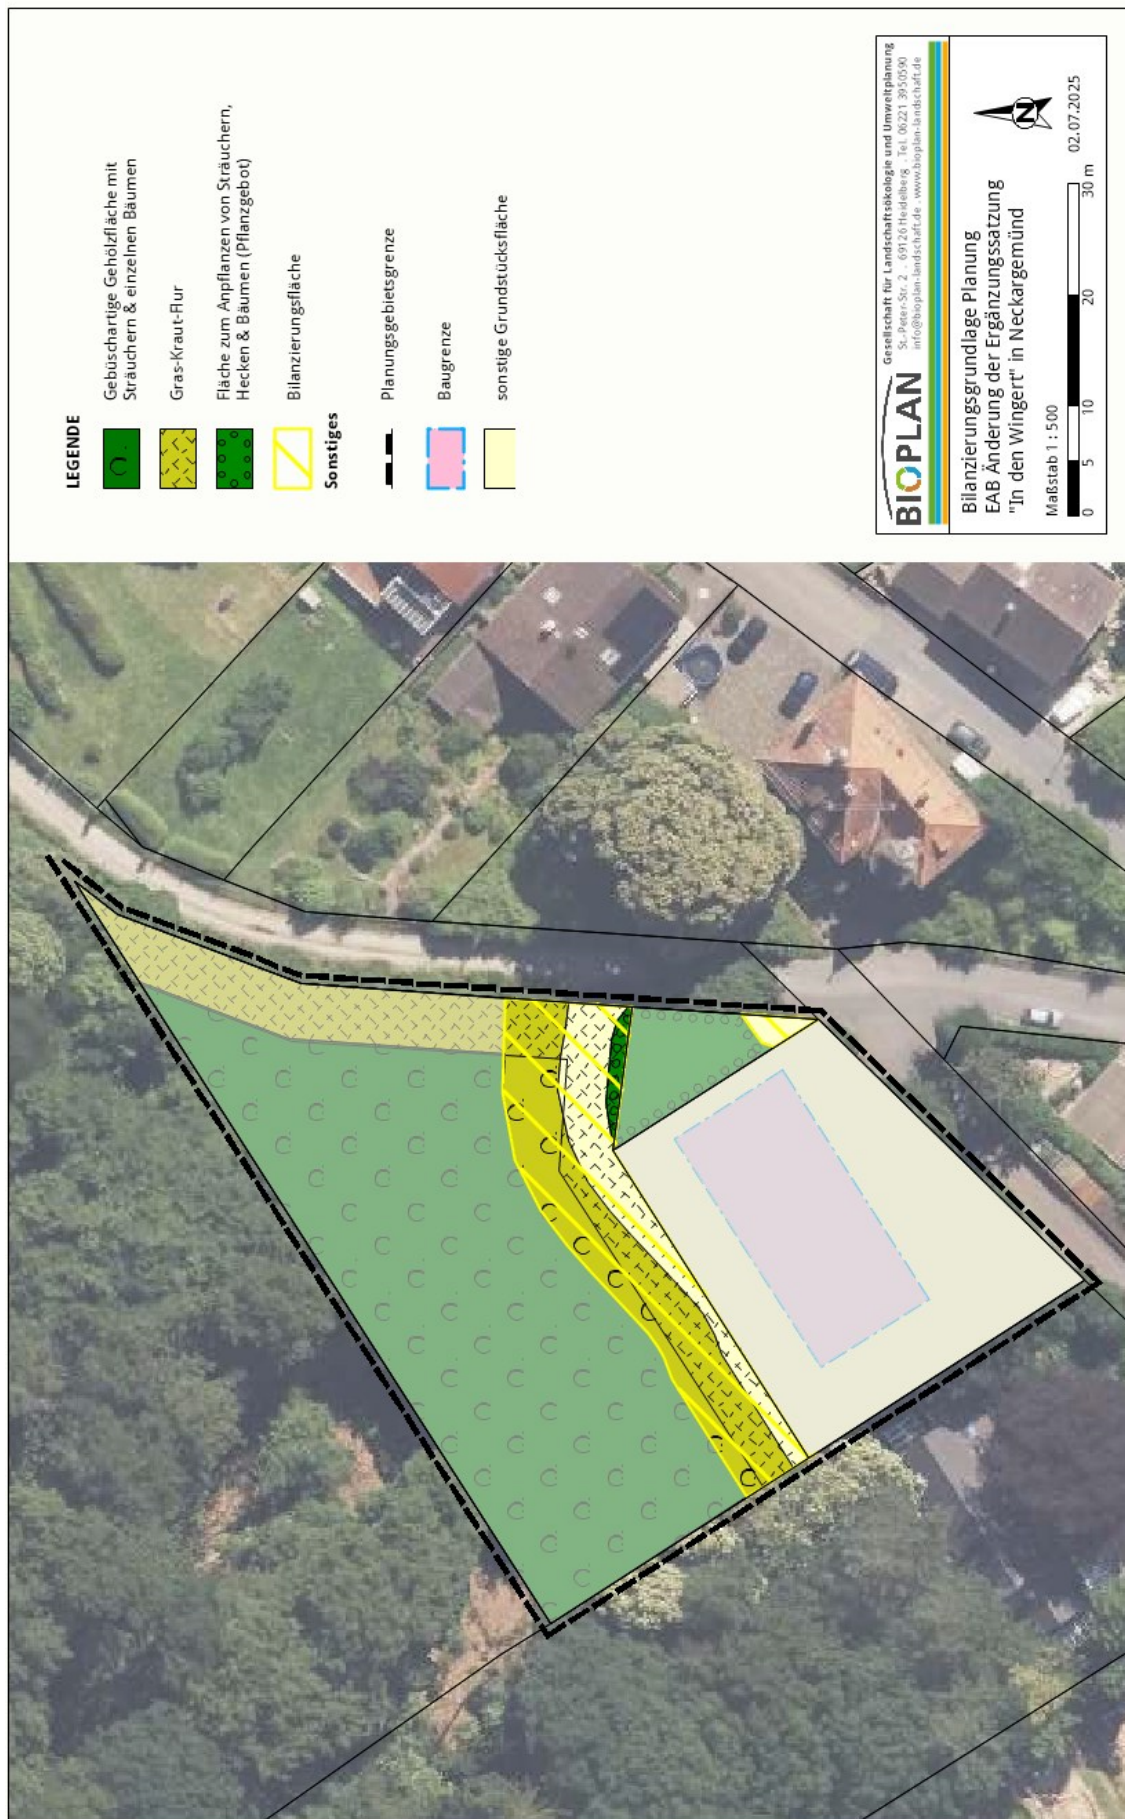 LEGENDE
Gebüschartige Gehölzfläche mit
Sträuchern & einzelnen Bäumen
Gras-Kraut-Flur
Fläche zum Anpflanzen von Sträuchern,
Hecken & Bäumen (Pflanzgebot)
Bilanzierungsfläche
Sonstiges
Planungsgebietsgrenze
Baugrenze
sonstige Grundstücksfläche
BIOPLAN
Gesellschaft für Landschaftsökologie und Umweltplanung
St.-Peter-Str. 2 . 69126 Heidelberg . Tel. 06221 3950590
info@bioplan-landschaft.de . www.bioplan-landschaft.de
Bilanzierungsgrundlage Planung
EAB Änderung der Ergänzungssatzung
"In den Wingert" in Neckargemünd
N
Maßstab 1 : 500
02.07.2025
0 5 10 20 30 m